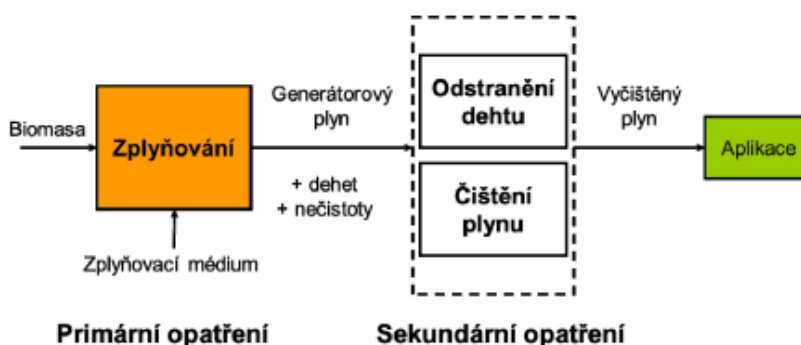 Biomasa
Zplyňování
Zplyňovací médium
Generátorový
plyn
+ dehet
+ nečistoty
Odstranění
dehtu
Čištění
plynu
Vyčištěný
plyn
Aplikace
Primární opatření
Sekundární opatření